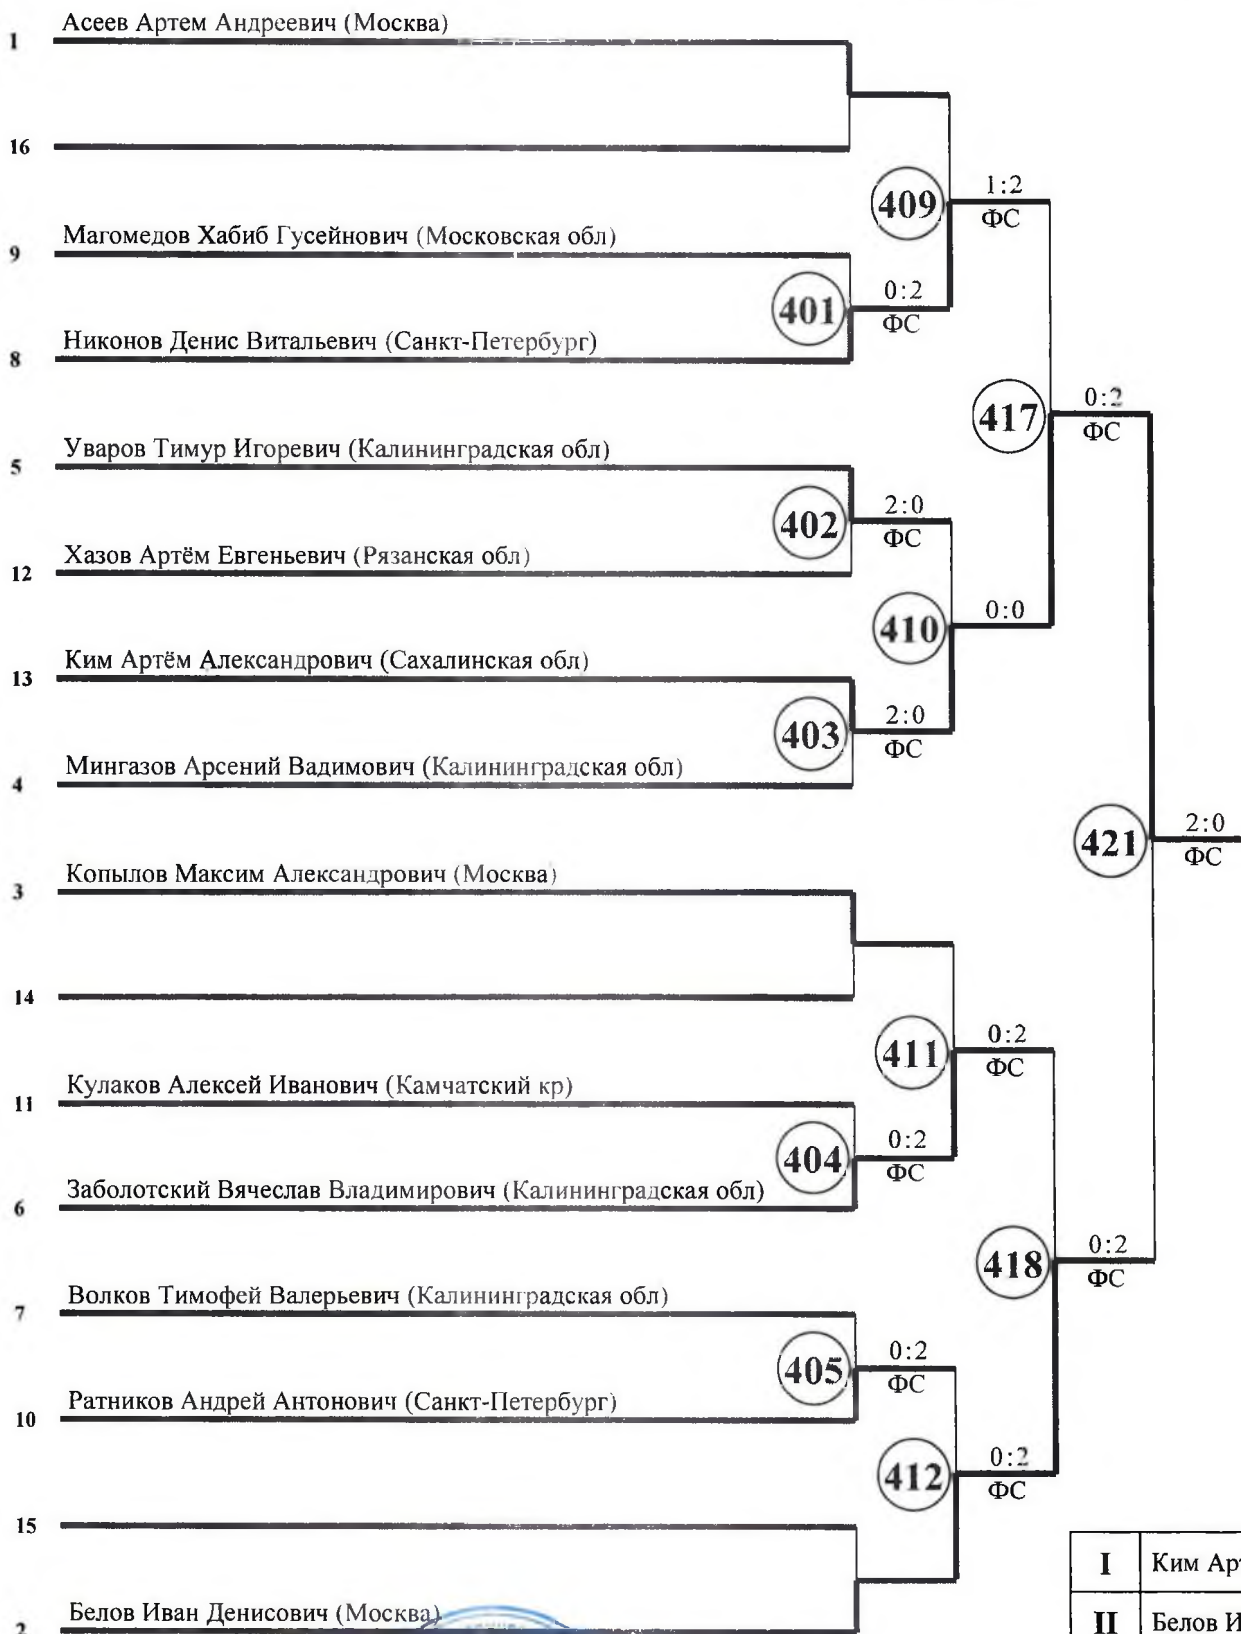 Асеев Артем Андреевич (Москва)
1
16
409
1:2
ФС
Магомедов Хабиб Гусейнович (Московская обл)
9
401
0:2
ФС
Никонов Денис Витальевич (Санкт-Петербург)
8
417
0:2
ФС
Уваров Тимур Игоревич (Калининградская обл)
5
402
2:0
ФС
Хазов Артём Евгеньевич (Рязанская обл)
12
410
0:0
Ким Артём Александрович (Сахалинская обл)
13
403
2:0
ФС
Мингазов Арсений Вадимович (Калининградская обл)
4
421
2:0
ФС
Копылов Максим Александрович (Москва)
3
14
411
0:2
ФС
Кулаков Алексей Иванович (Камчатский кр)
11
404
0:2
ФС
Заболотский Вячеслав Владимирович (Калининградская обл)
6
418
0:2
ФС
Волков Тимофей Валерьевич (Калининградская обл)
7
405
0:2
ФС
Ратников Андрей Антонович (Санкт-Петербург)
10
412
0:2
ФС
15
I Ким Арт
Белов Иван Денисович (Москва)
2
II Белов И